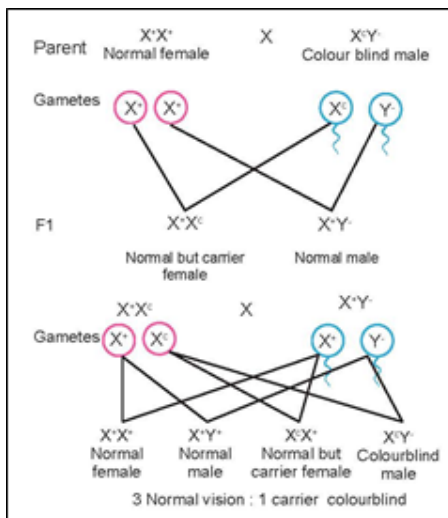 Parent X⁺X⁺ X XᶜY⁻
Normal female Colour blind male
Gametes X⁺ X⁺ Xᶜ Y⁻
F1 X⁺Xᶜ X⁺Y⁻
Normal but carrier female Normal male
X⁺Xᶜ X X⁺Y⁻
Gametes X⁺ Xᶜ X⁺ Y⁻
X⁺X⁺ X⁺Y⁺ XᶜX⁺ XᶜY⁻
Normal Normal Normal but Colourblind
female male carrier female male
3 Normal vision : 1 carrier colourblind